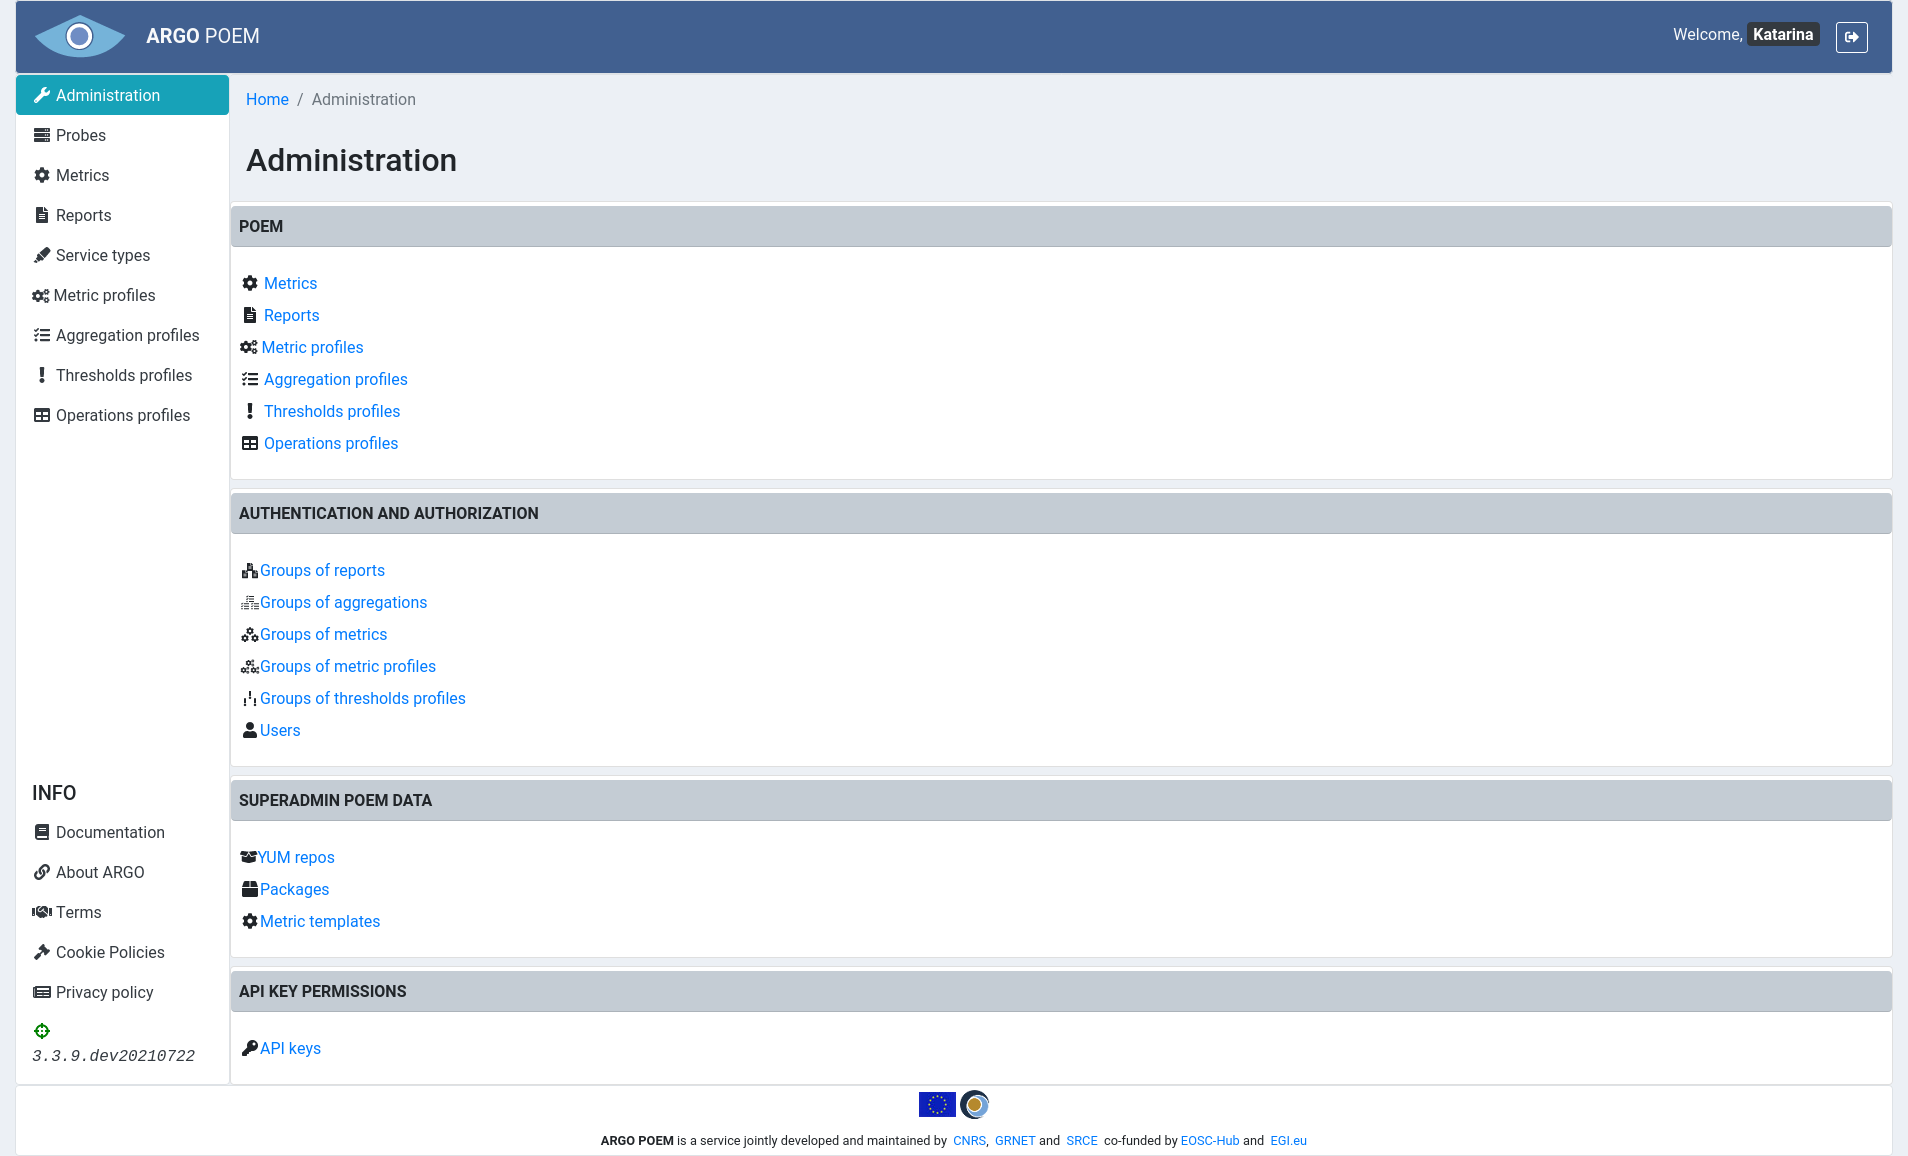 ARGO POEM
Welcome, Katarina
Administration
Probes
Metrics
Reports
Service types
Metric profiles
Aggregation profiles
Thresholds profiles
Operations profiles
INFO
Documentation
About ARGO
Terms
Cookie Policies
Privacy policy
3.3.9.dev20210722
Home / Administration
Administration
POEM
Metrics
Reports
Metric profiles
Aggregation profiles
Thresholds profiles
Operations profiles
AUTHENTICATION AND AUTHORIZATION
Groups of reports
Groups of aggregations
Groups of metrics
Groups of metric profiles
Groups of thresholds profiles
Users
SUPERADMIN POEM DATA
YUM repos
Packages
Metric templates
API KEY PERMISSIONS
API keys
ARGO POEM is a service jointly developed and maintained by CNRS, GRNET and SRCE co-funded by EOSC-Hub and EGI.eu